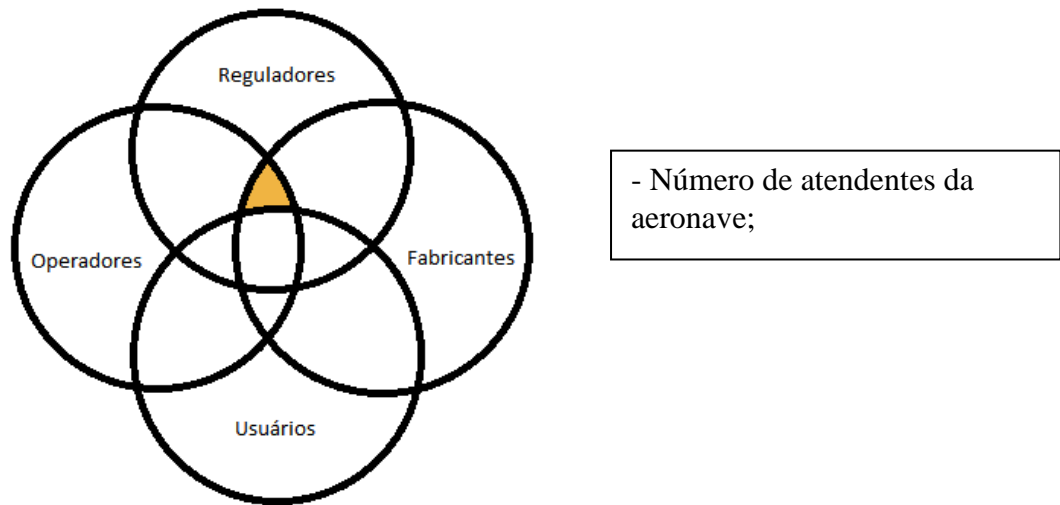 Reguladores
Operadores
Fabricantes
Usuários
- Número de atendentes da
aeronave;